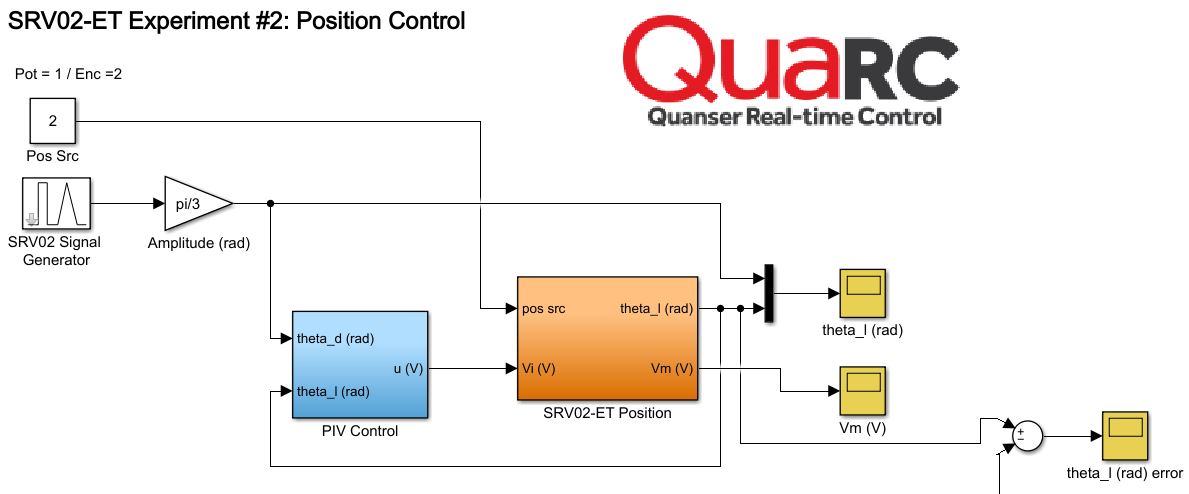 SRV02-ET Experiment #2: Position Control
QuaRC
Quanser Real-time Control
Pot = 1 / Enc =2
2
Pos Src
pi/3
SRV02 Signal
Generator
Amplitude (rad)
pos src
theta_l (rad)
theta_l (rad)
theta_d (rad)
u (V)
Vi (V)
Vm (V)
theta_l (rad)
SRV02-ET Position
PIV Control
Vm (V)
+
−
theta_l (rad) error